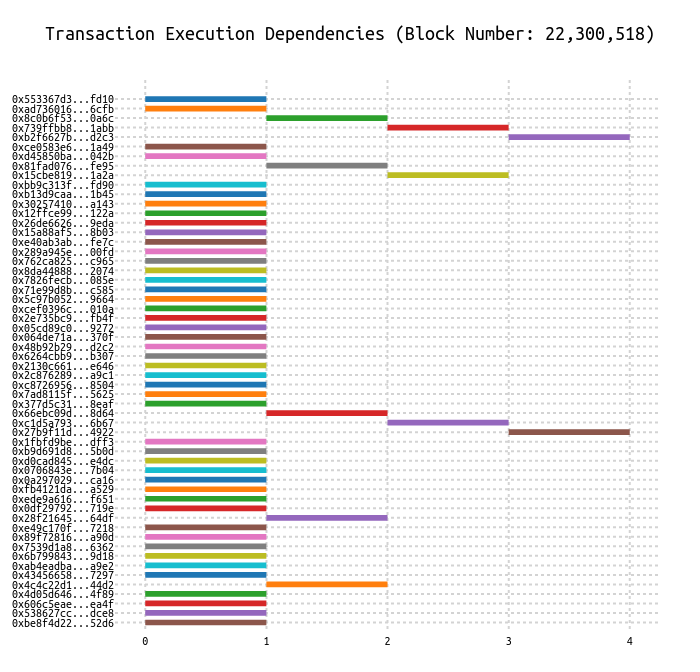 Transaction Execution Dependencies (Block Number: 22,300,518)
0x553367d3...fd10
0xad736016...6cfb
0x8c0b6f53...0a6c
0x739ffbb8...1abb
0xb2f6627b...d2c3
0xce0583e6...1a49
0xd45850ba...042b
0x81fad076...fe95
0x15cbe819...1a2a
0xbb9c313f...fd90
0xb13d9caa...1b45
0x30257410...a143
0x12ffce99...122a
0x26de6626...9eda
0x15a88af5...8b03
0xe40ab3ab...fe7c
0x289a945e...00fd
0x762ca825...c965
0x8da44888...2074
0x7826fecb...085e
0x71e99d8b...c585
0x5c97b052...9664
0xcef0396c...010a
0x2e735bc9...fb4f
0x05cd89c0...9272
0x064de71a...370f
0x48b92b29...d2c2
0x6264cbb9...b307
0x2130c661...e646
0x2c876289...a9c1
0xc8726956...8504
0x7ad8115f...5625
0x377d5c31...8eaf
0x66ebc09d...8d64
0xc1d5a793...6b67
0x27b9f11d...4922
0x1fbfd9be...dff3
0xb9d691d8...5b0d
0xd0cad845...e4dc
0x0706843e...7b04
0x0a297029...ca16
0xfb4121da...a529
0xede9a616...f651
0x0df29792...719e
0x28f21645...64df
0xe49c170f...7218
0x89f72816...a90d
0x7539d1a8...6362
0x6b799843...9d18
0xab4eadba...a9e2
0x43456658...7297
0x4c4c22d1...44d2
0x4d05d646...4f89
0x606c5eae...ea4f
0x538627cc...dce8
0xbe8f4d22...52d6
0 1 2 3 4